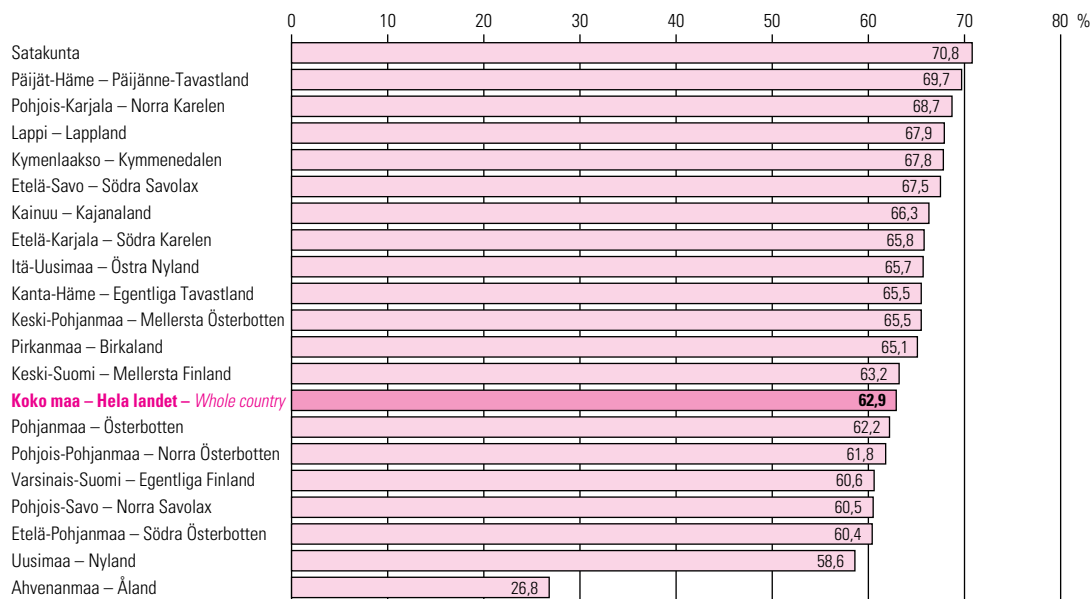 0 10 20 30 40 50 60 70 80 %
Satakunta 70,8
Päijät-Häme – Päijänne-Tavastland 69,7
Pohjois-Karjala – Norra Karelen 68,7
Lappi – Lappland 67,9
Kymenlaakso – Kymmenedalen 67,8
Etelä-Savo – Södra Savolax 67,5
Kainuu – Kajanaland 66,3
Etelä-Karjala – Södra Karelen 65,8
Itä-Uusimaa – Östra Nyland 65,7
Kanta-Häme – Egentliga Tavastland 65,5
Keski-Pohjanmaa – Mellersta Österbotten 65,5
Pirkanmaa – Birkaland 65,1
Keski-Suomi – Mellersta Finland 63,2
Koko maa – Hela landet – Whole country 62,9
Pohjanmaa – Österbotten 62,2
Pohjois-Pohjanmaa – Norra Österbotten 61,8
Varsinais-Suomi – Egentliga Finland 60,6
Pohjois-Savo – Norra Savolax 60,5
Etelä-Pohjanmaa – Södra Österbotten 60,4
Uusimaa – Nyland 58,6
Ahvenanmaa – Åland 26,8